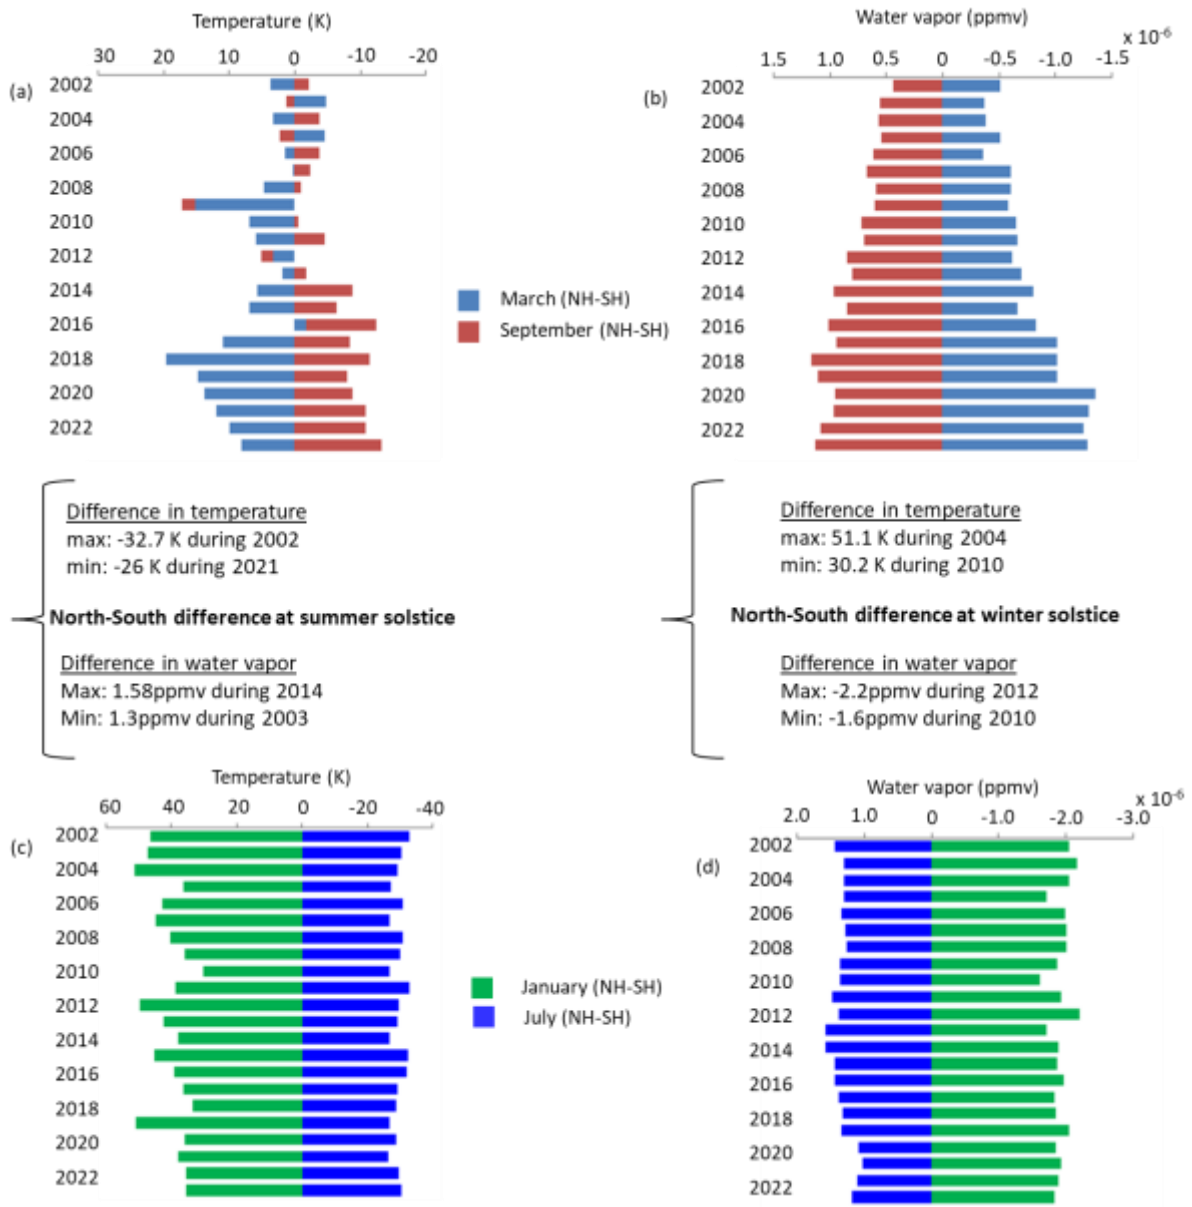 Temperature (K)
30 20 10 0 -10 -20
(a)
2002
2004
2006
2008
2010
2012
2014
2016
2018
2020
2022
Water vapor (ppmv)
x 10-6
1.5 1.0 0.5 0 -0.5 -1.0 -1.5
(b)
2002
2004
2006
2008
2010
2012
2014
2016
2018
2020
2022
March (NH-SH)
September (NH-SH)
Difference in temperature
max: -32.7 K during 2002
min: -26 K during 2021
North-South difference at summer solstice
Difference in water vapor
Max: 1.58ppmv during 2014
Min: 1.3ppmv during 2003
Difference in temperature
max: 51.1 K during 2004
min: 30.2 K during 2010
North-South difference at winter solstice
Difference in water vapor
Max: -2.2ppmv during 2012
Min: -1.6ppmv during 2010
Temperature (K)
60 40 20 0 -20 -40
(c)
2002
2004
2006
2008
2010
2012
2014
2016
2018
2020
2022
Water vapor (ppmv)
x 10-6
2.0 1.0 0 -1.0 -2.0 -3.0
(d)
2002
2004
2006
2008
2010
2012
2014
2016
2018
2020
2022
January (NH-SH)
July (NH-SH)